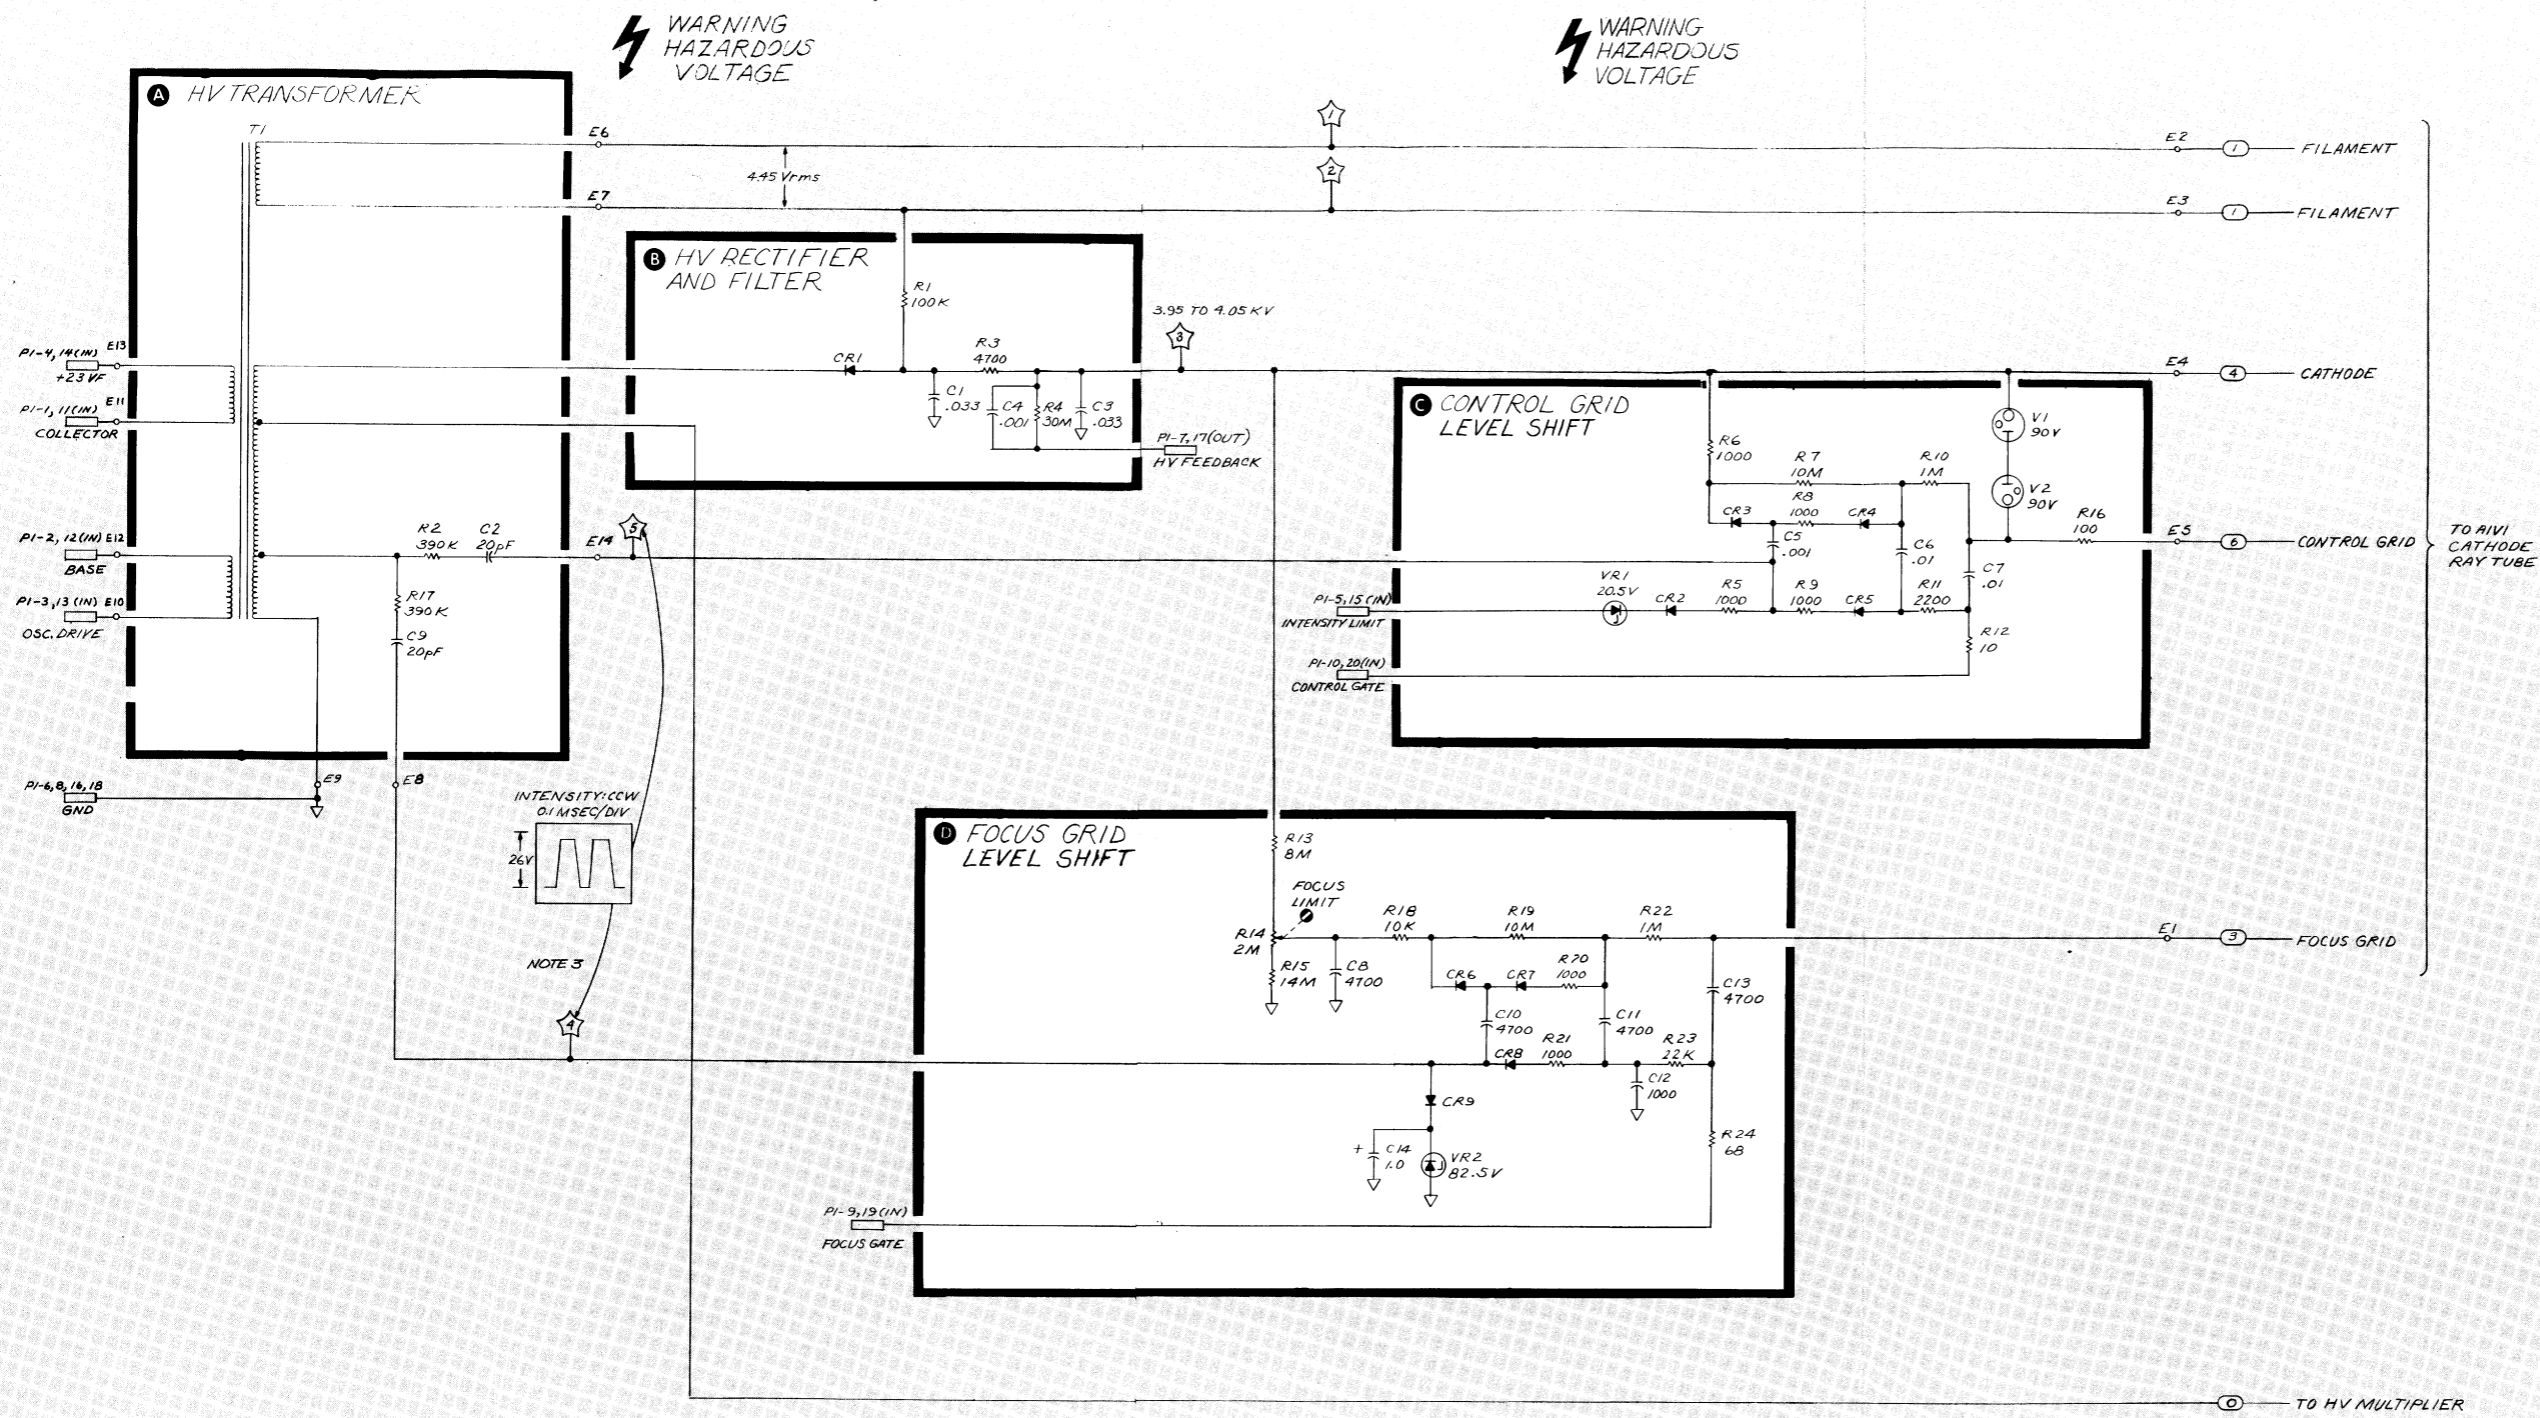 WARNING
HAZARDOUS
VOLTAGE
WARNING
HAZARDOUS
VOLTAGE
A HV TRANSFORMER
T1
E6
4.45 Vrms
E7
1
2
E2
1
FILAMENT
E3
1
FILAMENT
B HV RECTIFIER
AND FILTER
R1
100K
3.95 TO 4.05 KV
3
P1-4, 14(IN) E13
+23VF
P1-1, 11(IN) E11
COLLECTOR
CR1
R3
4700
C1
.033
C4
.001
R4
30M
C3
.033
P1-7, 17(OUT)
HV FEEDBACK
E4
4
CATHODE
C CONTROL GRID
LEVEL SHIFT
R6
1000
R7
10M
R10
1M
V1
90V
V2
90V
R8
1000
CR3
CR4
C5
.001
C6
.01
R16
100
E5
6
CONTROL GRID
TO A1V1
CATHODE
RAY TUBE
P1-2, 12(IN) E12
BASE
P1-3, 13 (IN) E10
OSC. DRIVE
R2
390K
C2
20pF
E14
5
R17
390K
C9
20pF
VR1
20.5V
CR2
R5
1000
R9
1000
CR5
R11
2200
C7
.01
P1-5, 15(IN)
INTENSITY LIMIT
R12
10
P1-10, 20(IN)
CONTROL GATE
P1-6, 8, 16, 18
GND
E9
E8
INTENSITY: CCW
0.1 MSEC/DIV
26V
NOTE 3
4
D FOCUS GRID
LEVEL SHIFT
R13
8M
FOCUS
LIMIT
R14
2M
R15
14M
C8
4700
R18
10K
R19
10M
R22
1M
CR6
CR7
R20
1000
C13
4700
E1
3
FOCUS GRID
C10
4700
C11
4700
CR8
R21
1000
R23
22K
C12
1000
CR9
+
C14
1.0
VR2
82.5V
R24
68
P1-9, 19(IN)
FOCUS GATE
0
TO HV MULTIPLIER